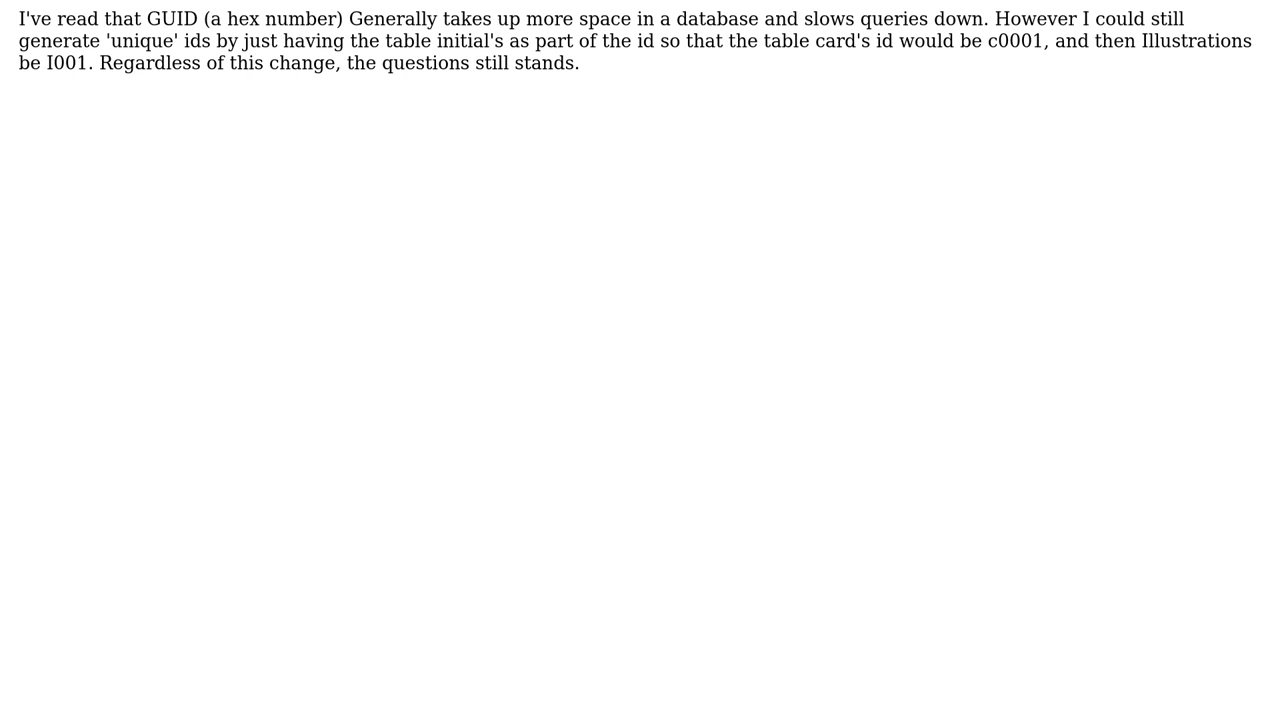 I've read that GUID (a hex number) Generally takes up more space in a database and slows queries down. However I could still
generate 'unique' ids by just having the table initial's as part of the id so that the table card's id would be c0001, and then Illustrations
be I001. Regardless of this change, the questions still stands.